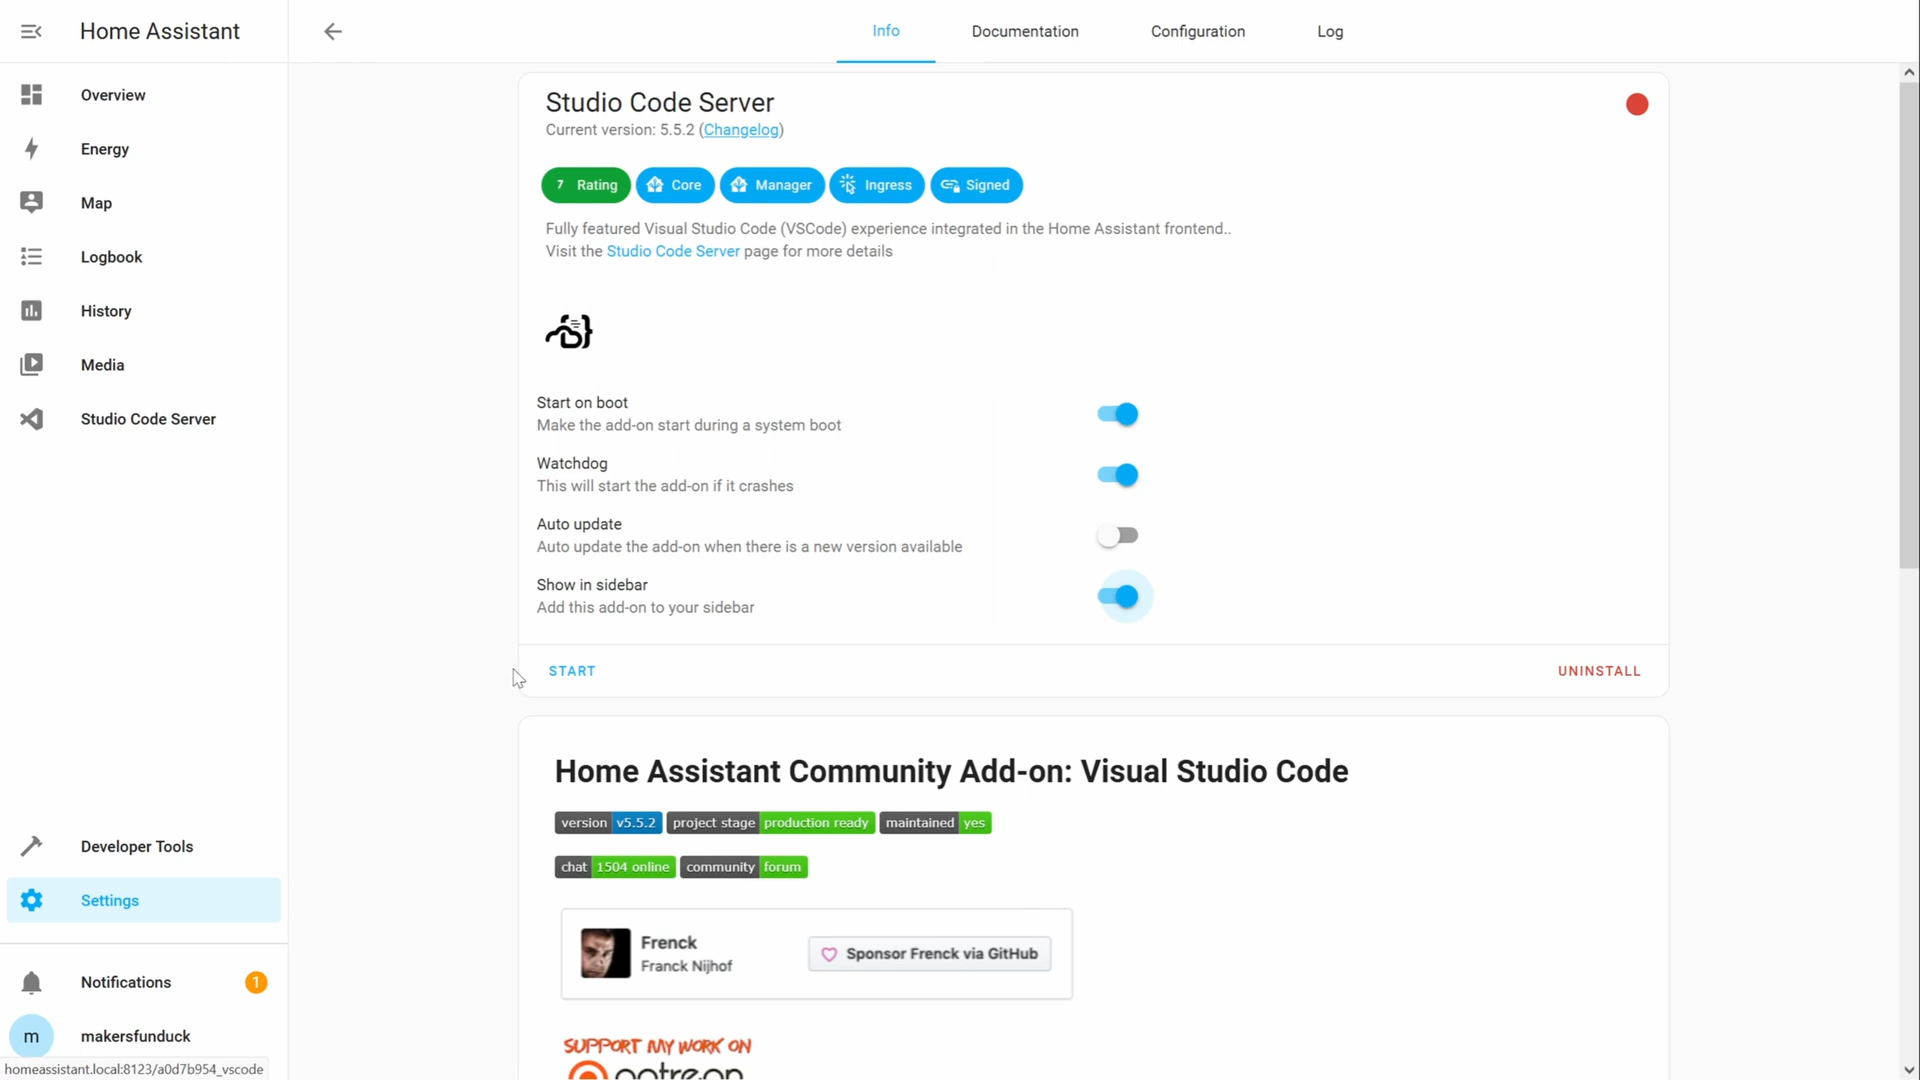 Home Assistant
Overview
Energy
Map
Logbook
History
Media
Studio Code Server
Developer Tools
Settings
Notifications
1
m
makersfunduck
homeassistant.local:8123/a0d7b954_vscode
Info
Documentation
Configuration
Log
Studio Code Server
Current version: 5.5.2 (Changelog)
7 Rating
Core
Manager
Ingress
Signed
Fully featured Visual Studio Code (VSCode) experience integrated in the Home Assistant frontend..
Visit the Studio Code Server page for more details
Start on boot
Make the add-on start during a system boot
Watchdog
This will start the add-on if it crashes
Auto update
Auto update the add-on when there is a new version available
Show in sidebar
Add this add-on to your sidebar
START
UNINSTALL
Home Assistant Community Add-on: Visual Studio Code
version v5.5.2 project stage production ready maintained yes
chat 1504 online community forum
Frenck
Franck Nijhof
Sponsor Frenck via GitHub
SUPPORT MY WORK ON
patreon